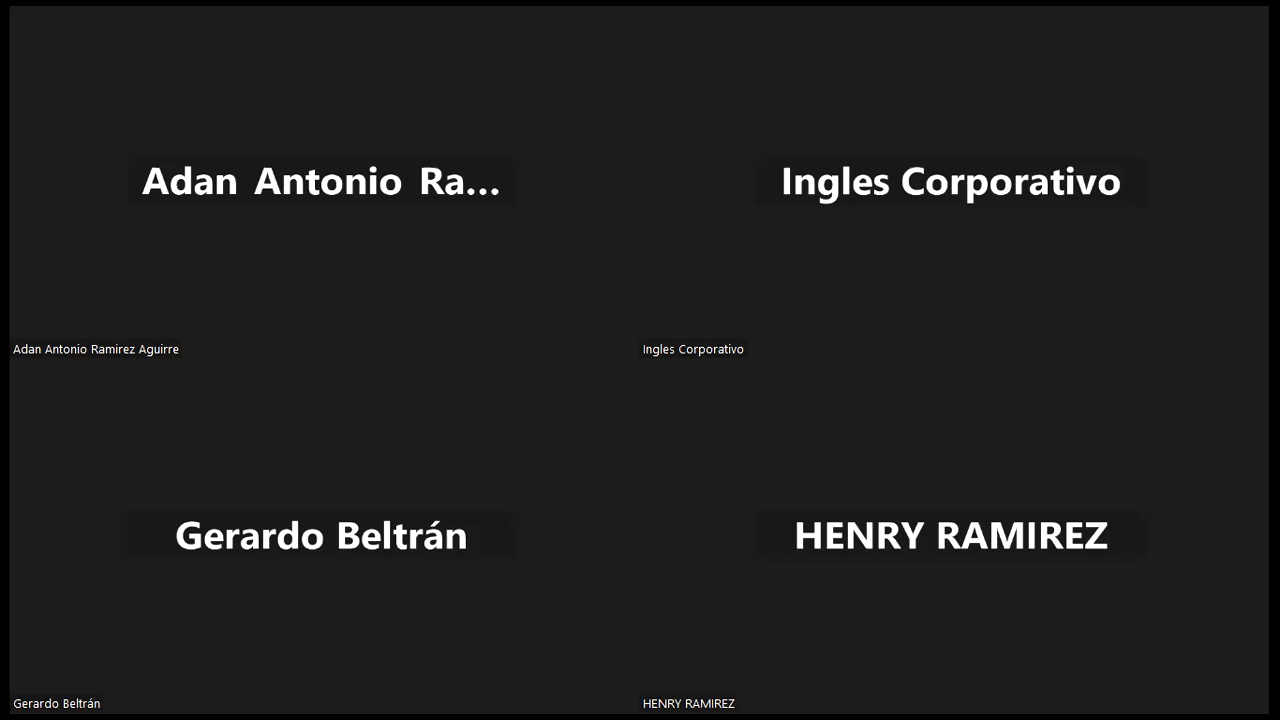 Adan Antonio Ra...
Ingles Corporativo
Adan Antonio Ramirez Aguirre
Ingles Corporativo
Gerardo Beltrán
HENRY RAMIREZ
Gerardo Beltrán
HENRY RAMIREZ